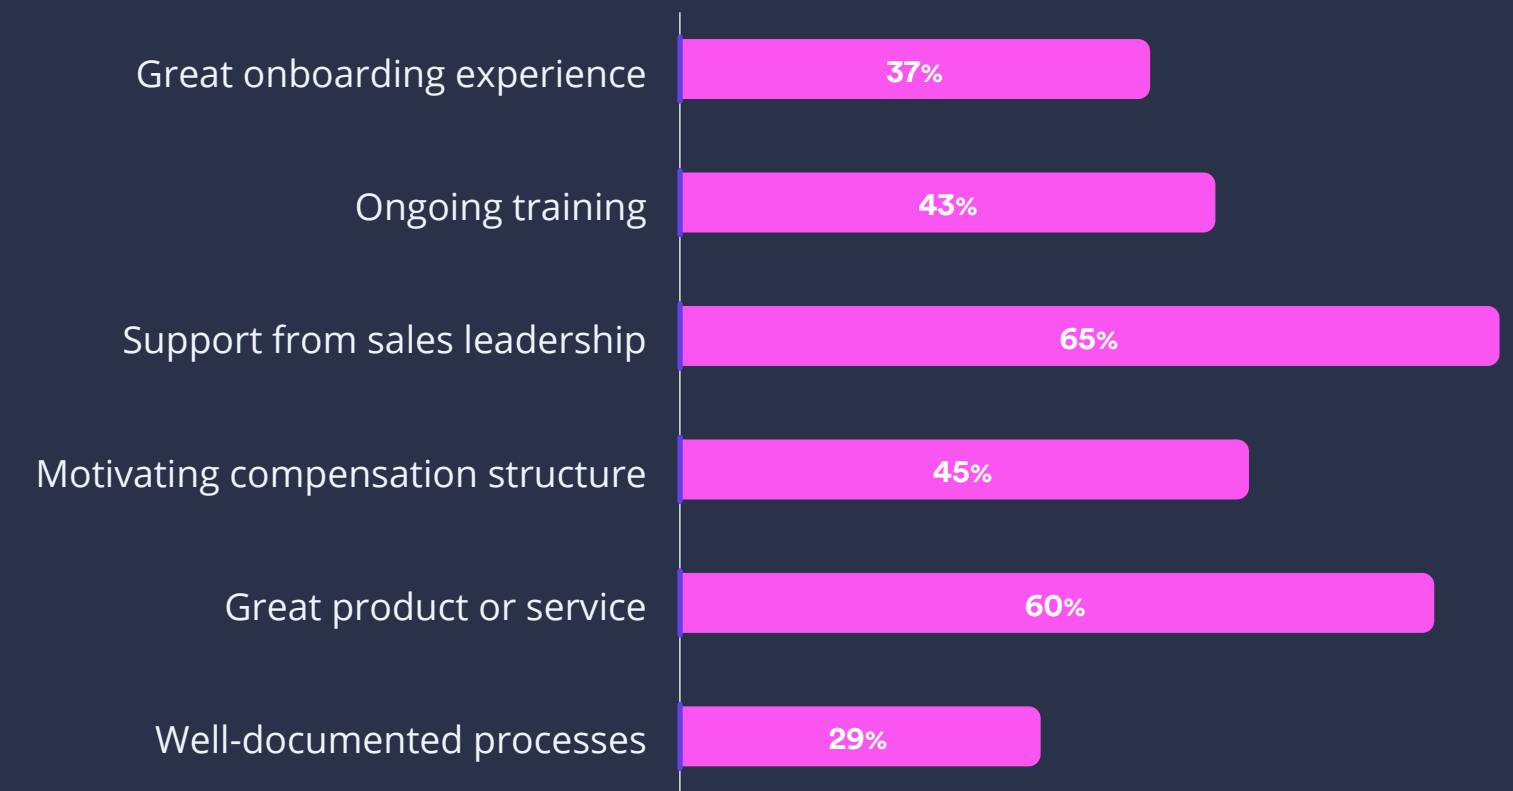 Great onboarding experience 37%
Ongoing training 43%
Support from sales leadership 65%
Motivating compensation structure 45%
Great product or service 60%
Well-documented processes 29%